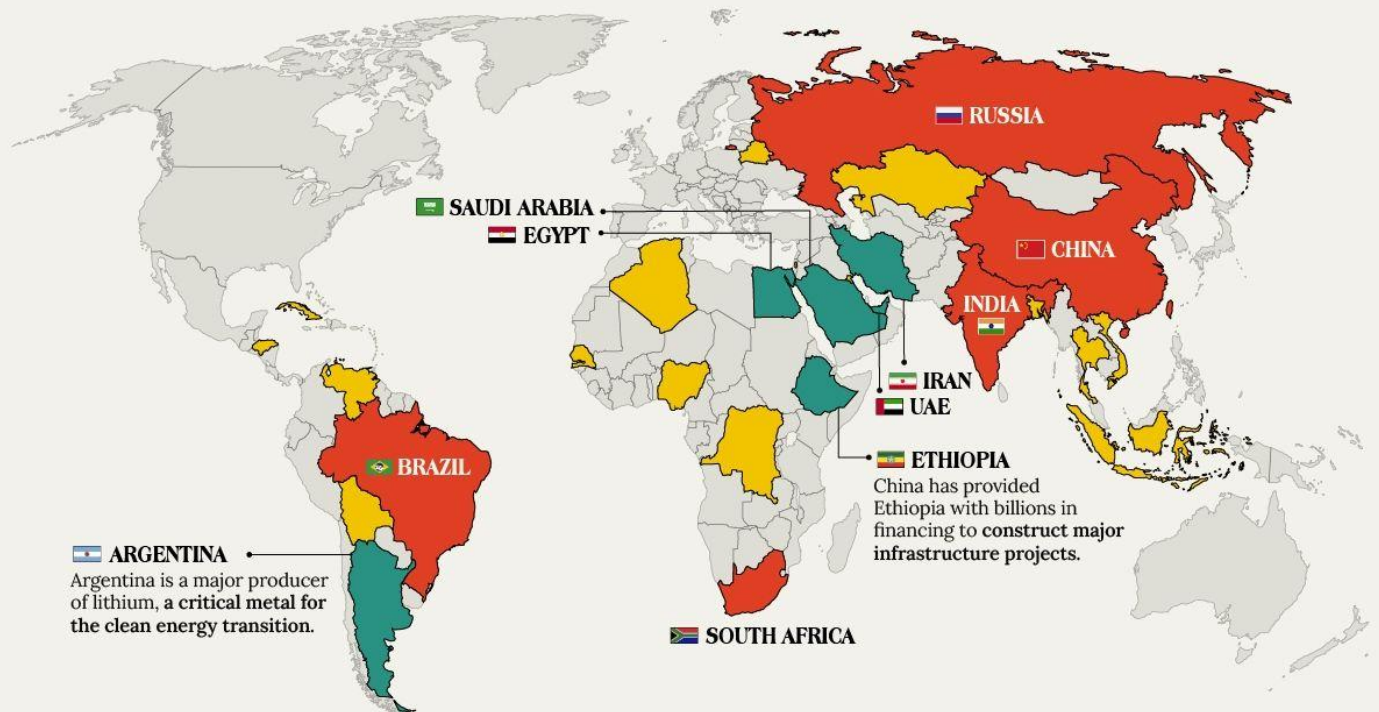 RUSSIA
SAUDI ARABIA
EGYPT
CHINA
INDIA
IRAN
UAE
BRAZIL
ETHIOPIA
China has provided
Ethiopia with billions in
financing to construct major
infrastructure projects.
ARGENTINA
Argentina is a major producer
of lithium, a critical metal for
the clean energy transition.
SOUTH AFRICA